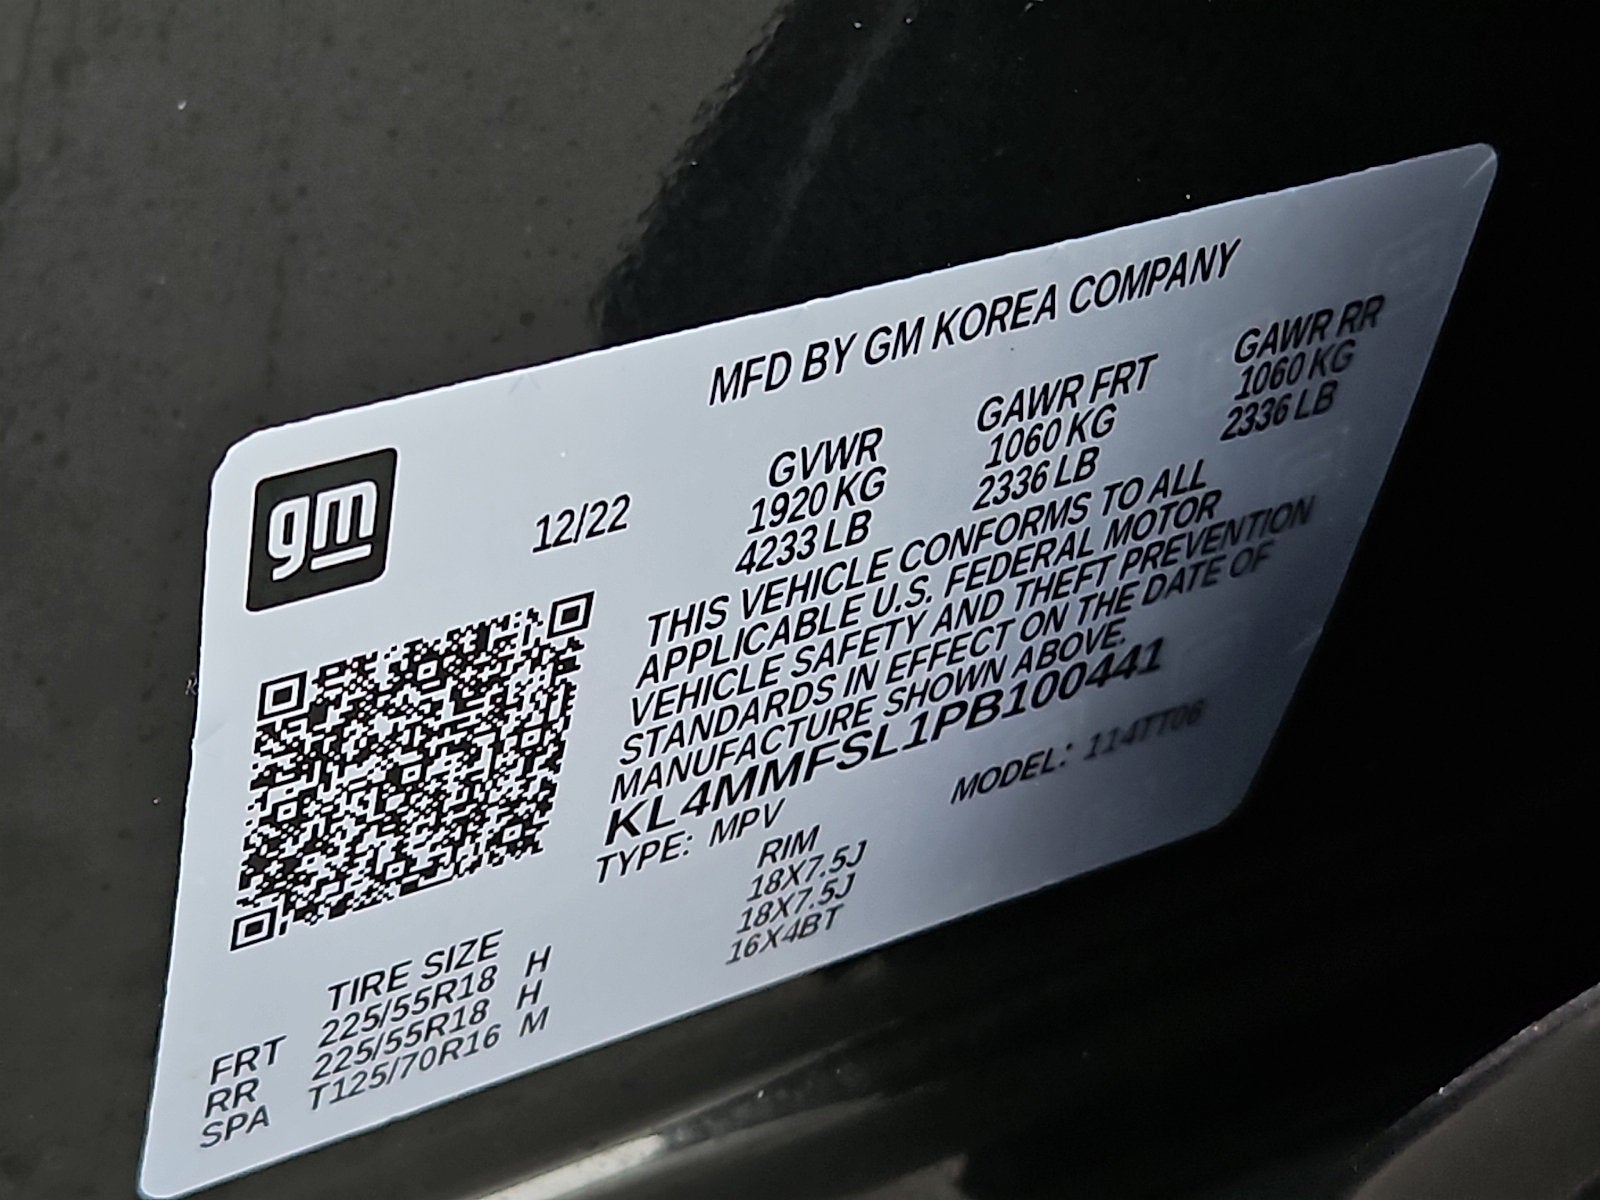 MFD BY GM KOREA COMPANY
gm
12/22
GVWR GAWR FRT GAWR RR
1920 KG 1060 KG 1060 KG
4233 LB 2336 LB 2336 LB
THIS VEHICLE CONFORMS TO ALL
APPLICABLE U.S. FEDERAL MOTOR
VEHICLE SAFETY AND THEFT PREVENTION
STANDARDS IN EFFECT ON THE DATE OF
MANUFACTURE SHOWN ABOVE.
KL4MMFSL1PB100441
TYPE: MPV MODEL: 114TT06
TIRE SIZE RIM
FRT 225/55R18 H 18X7.5J
RR 225/55R18 H 18X7.5J
SPA T125/70R16 M 16X4BT